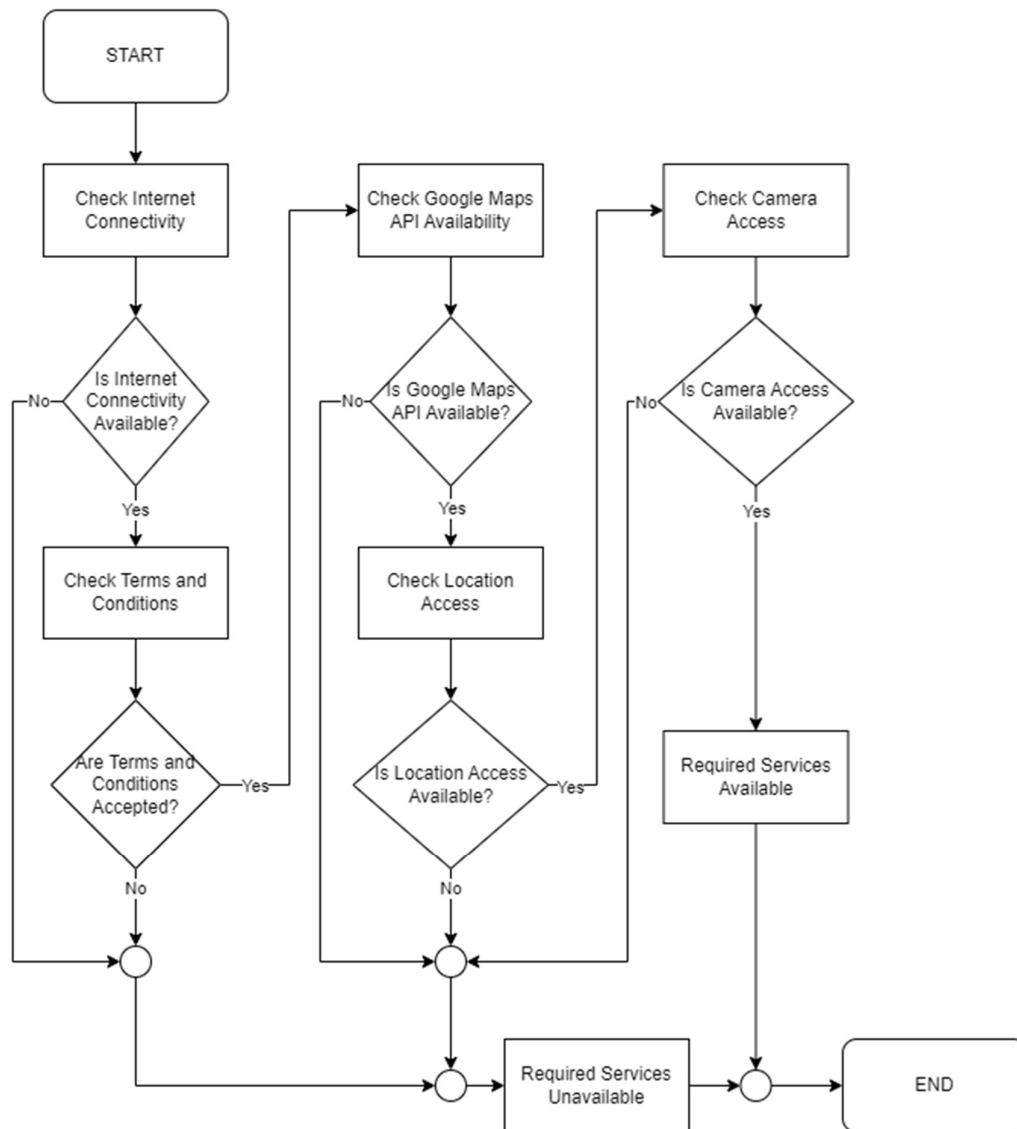 START
Check Internet
Connectivity
Is Internet
Connectivity
Available?
No
Yes
Check Terms and
Conditions
Are Terms and
Conditions
Accepted?
Yes
No
Check Google Maps
API Availability
Is Google Maps
API Available?
No
Yes
Check Location
Access
Is Location Access
Available?
Yes
No
Check Camera
Access
Is Camera Access
Available?
No
Yes
Required Services
Available
Required Services
Unavailable
END